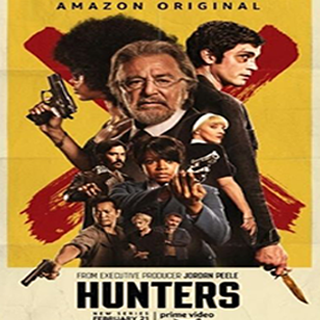 AMAZON ORIGINAL
FROM EXECUTIVE PRODUCER JORDAN PEELE
HUNTERS
NEW SERIES
FEBRUARY 21
prime video